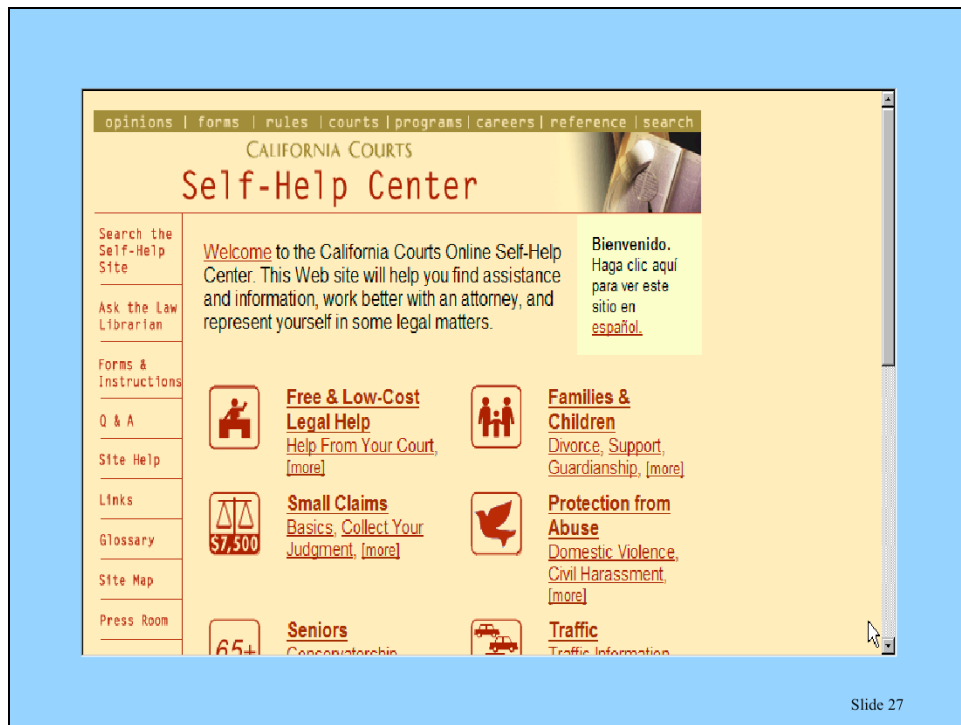 opinions | forms | rules | courts | programs | careers | reference | search
CALIFORNIA COURTS
Self-Help Center
Search the
Self-Help
Site
Ask the Law
Librarian
Forms &
Instructions
Q & A
Site Help
Links
Glossary
Site Map
Press Room
Welcome to the California Courts Online Self-Help
Center. This Web site will help you find assistance
and information, work better with an attorney, and
represent yourself in some legal matters.
Bienvenido.
Haga clic aquí
para ver este
sitio en
español.
Free & Low-Cost
Legal Help
Help From Your Court,
[more]
Families &
Children
Divorce, Support,
Guardianship, [more]
$7,500
Small Claims
Basics, Collect Your
Judgment, [more]
Protection from
Abuse
Domestic Violence,
Civil Harassment,
[more]
65+
Seniors
Conservatorship
Traffic
Traffic Information
Slide 27